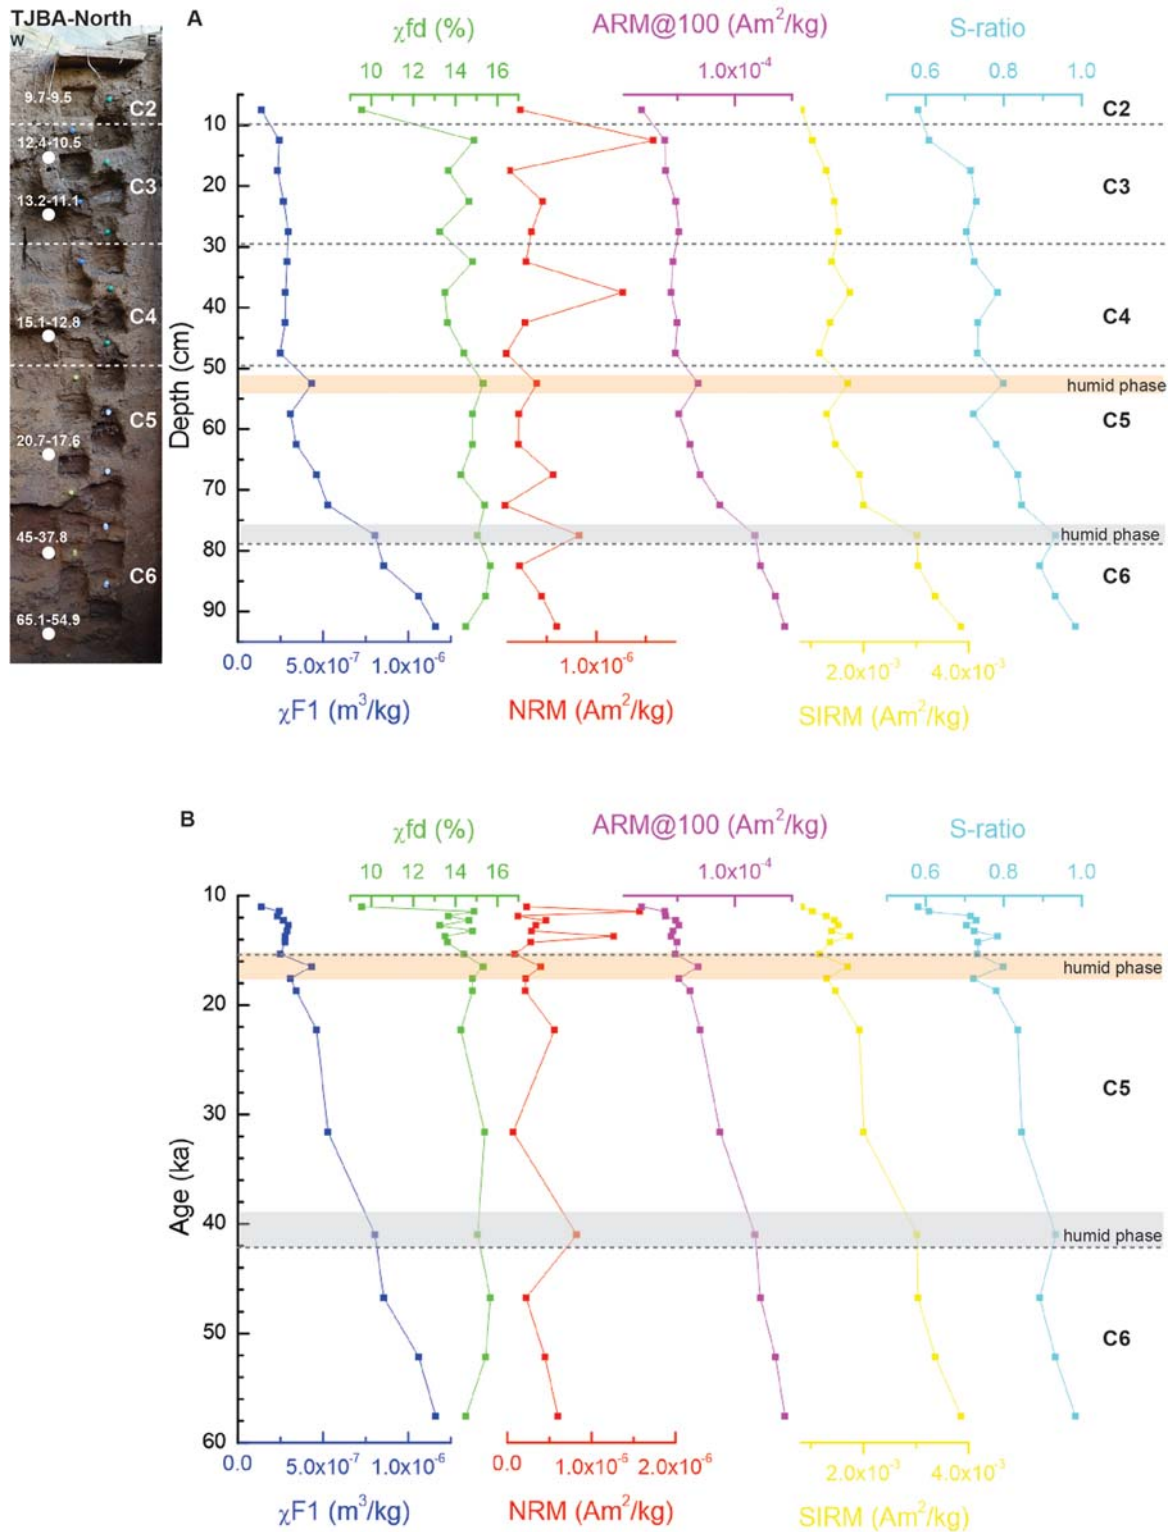 TJBA-North
W E
9.7-9.5
C2
12.4-10.5
C3
13.2-11.1
C4
15.1-12.8
C5
20.7-17.6
45-37.8
C6
65.1-54.9
A
χfd (%)
ARM@100 (Am²/kg)
S-ratio
10 12 14 16
1.0x10⁻⁴
0.6 0.8 1.0
Depth (cm)
10
20
30
40
50
60
70
80
90
C2
C3
C4
humid phase
C5
humid phase
C6
0.0 5.0x10⁻⁷ 1.0x10⁻⁶
1.0x10⁻⁶
2.0x10⁻³ 4.0x10⁻³
χF1 (m³/kg)
NRM (Am²/kg)
SIRM (Am²/kg)
B
χfd (%)
ARM@100 (Am²/kg)
S-ratio
10 12 14 16
1.0x10⁻⁴
0.6 0.8 1.0
Age (ka)
10
20
30
40
50
60
humid phase
C5
humid phase
C6
0.0 5.0x10⁻⁷ 1.0x10⁻⁶
0.0 1.0x10⁻⁶ 2.0x10⁻⁶
2.0x10⁻³ 4.0x10⁻³
χF1 (m³/kg)
NRM (Am²/kg)
SIRM (Am²/kg)